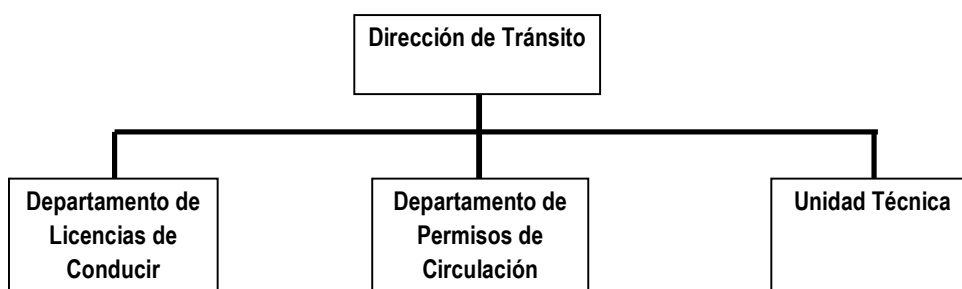 Dirección de Tránsito
Departamento de
Licencias de
Conducir
Departamento de
Permisos de
Circulación
Unidad Técnica